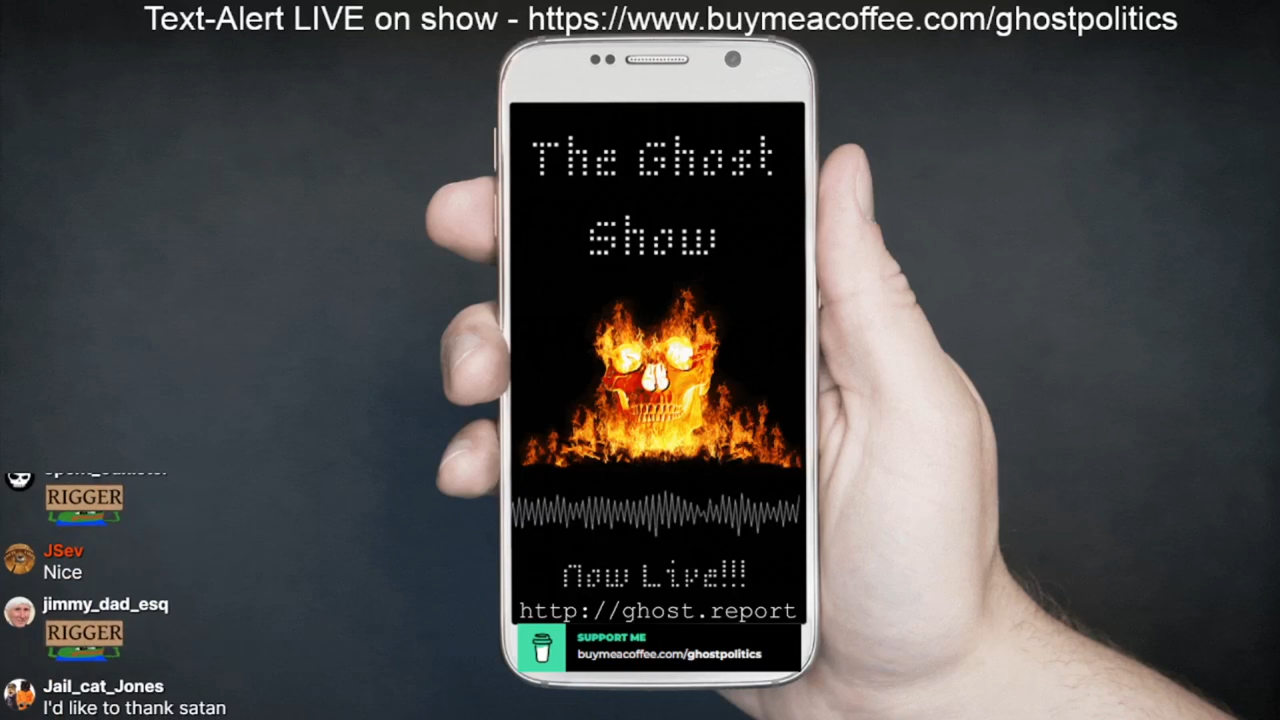 Text-Alert LIVE on show - https://www.buymeacoffee.com/ghostpolitics
The Ghost
Show
Now Live!!!
http://ghost.report
SUPPORT ME
buymeacoffee.com/ghostpolitics
RIGGER
JSev
Nice
jimmy_dad_esq
RIGGER
Jail_cat_Jones
I'd like to thank satan